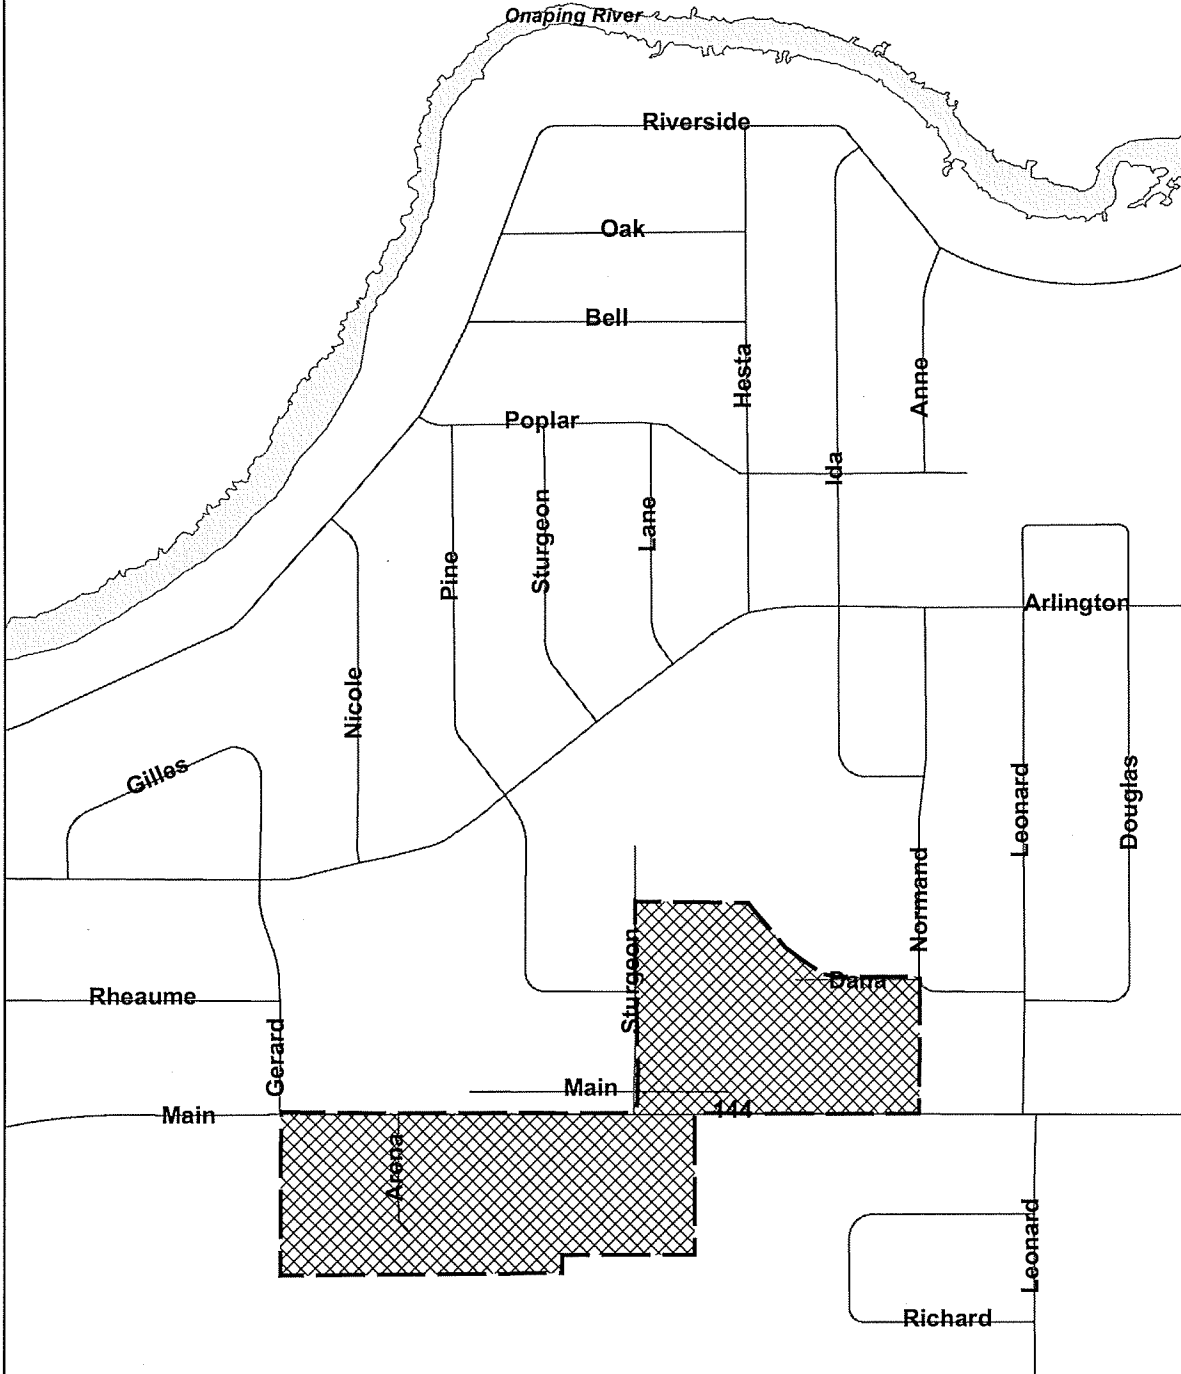 Onaping River
Riverside
Oak
Bell
Hesta
Anne
Poplar
Ida
Sturgeon
Lane
Pine
Arlington
Nicole
Gilles
Leonard
Douglas
Normand
Sturgeon
Dana
Rheaume
Gerard
Main
Main
144
Arena
Leonard
Richard